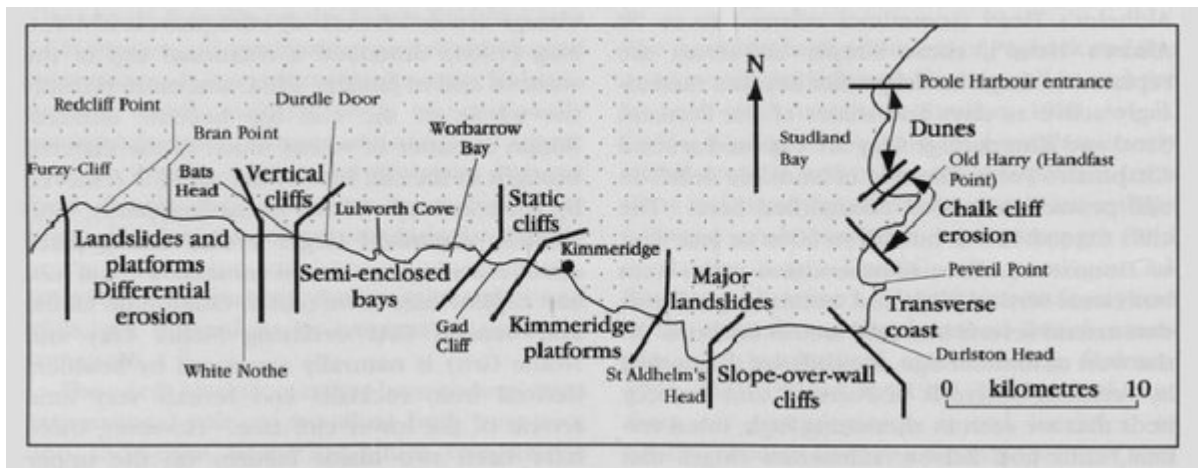 Redcliff Point
Durdle Door
Bran Point
Worbarrow
Bay
Furzy-Cliff
Bats
Head
Vertical
cliffs
Lulworth Cove
Static
cliffs
Landslides and
platforms
Differential
erosion
Semi-enclosed
bays
Kimmeridge
Gad
Cliff
Kimmeridge
platforms
White Nothe
Major
landslides
St Aldhelm's
Head
Slope-over-wall
cliffs
N
Poole Harbour entrance
Studland
Bay
Dunes
Old Harry (Handfast
Point)
Chalk cliff
erosion
Peveril Point
Transverse
coast
Durlston Head
0 kilometres 10